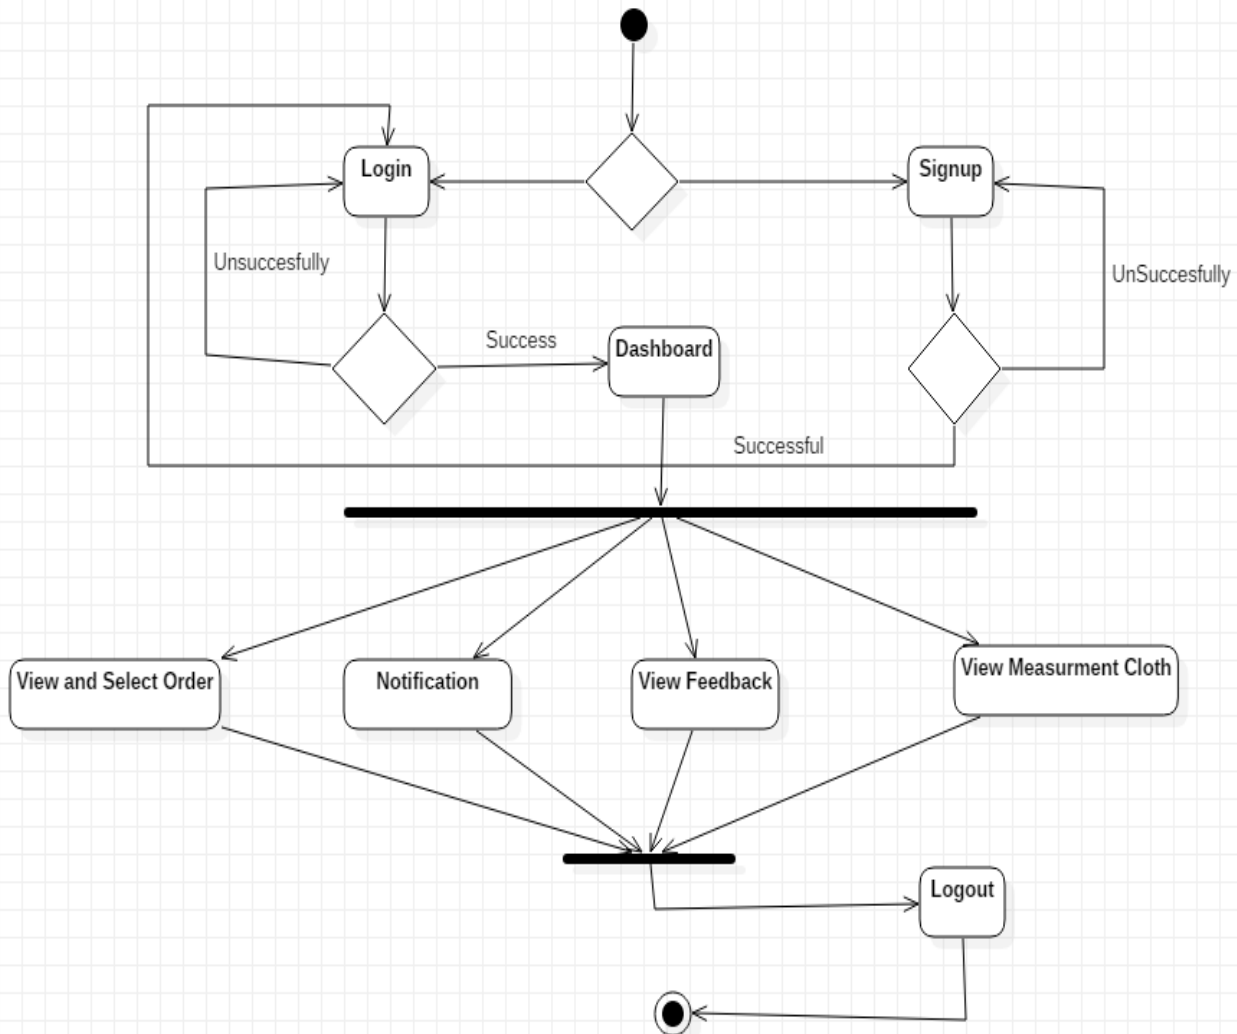 Login
Signup
Unsuccesfully
UnSuccesfully
Success
Dashboard
Successful
View and Select Order
Notification
View Feedback
View Measurment Cloth
Logout